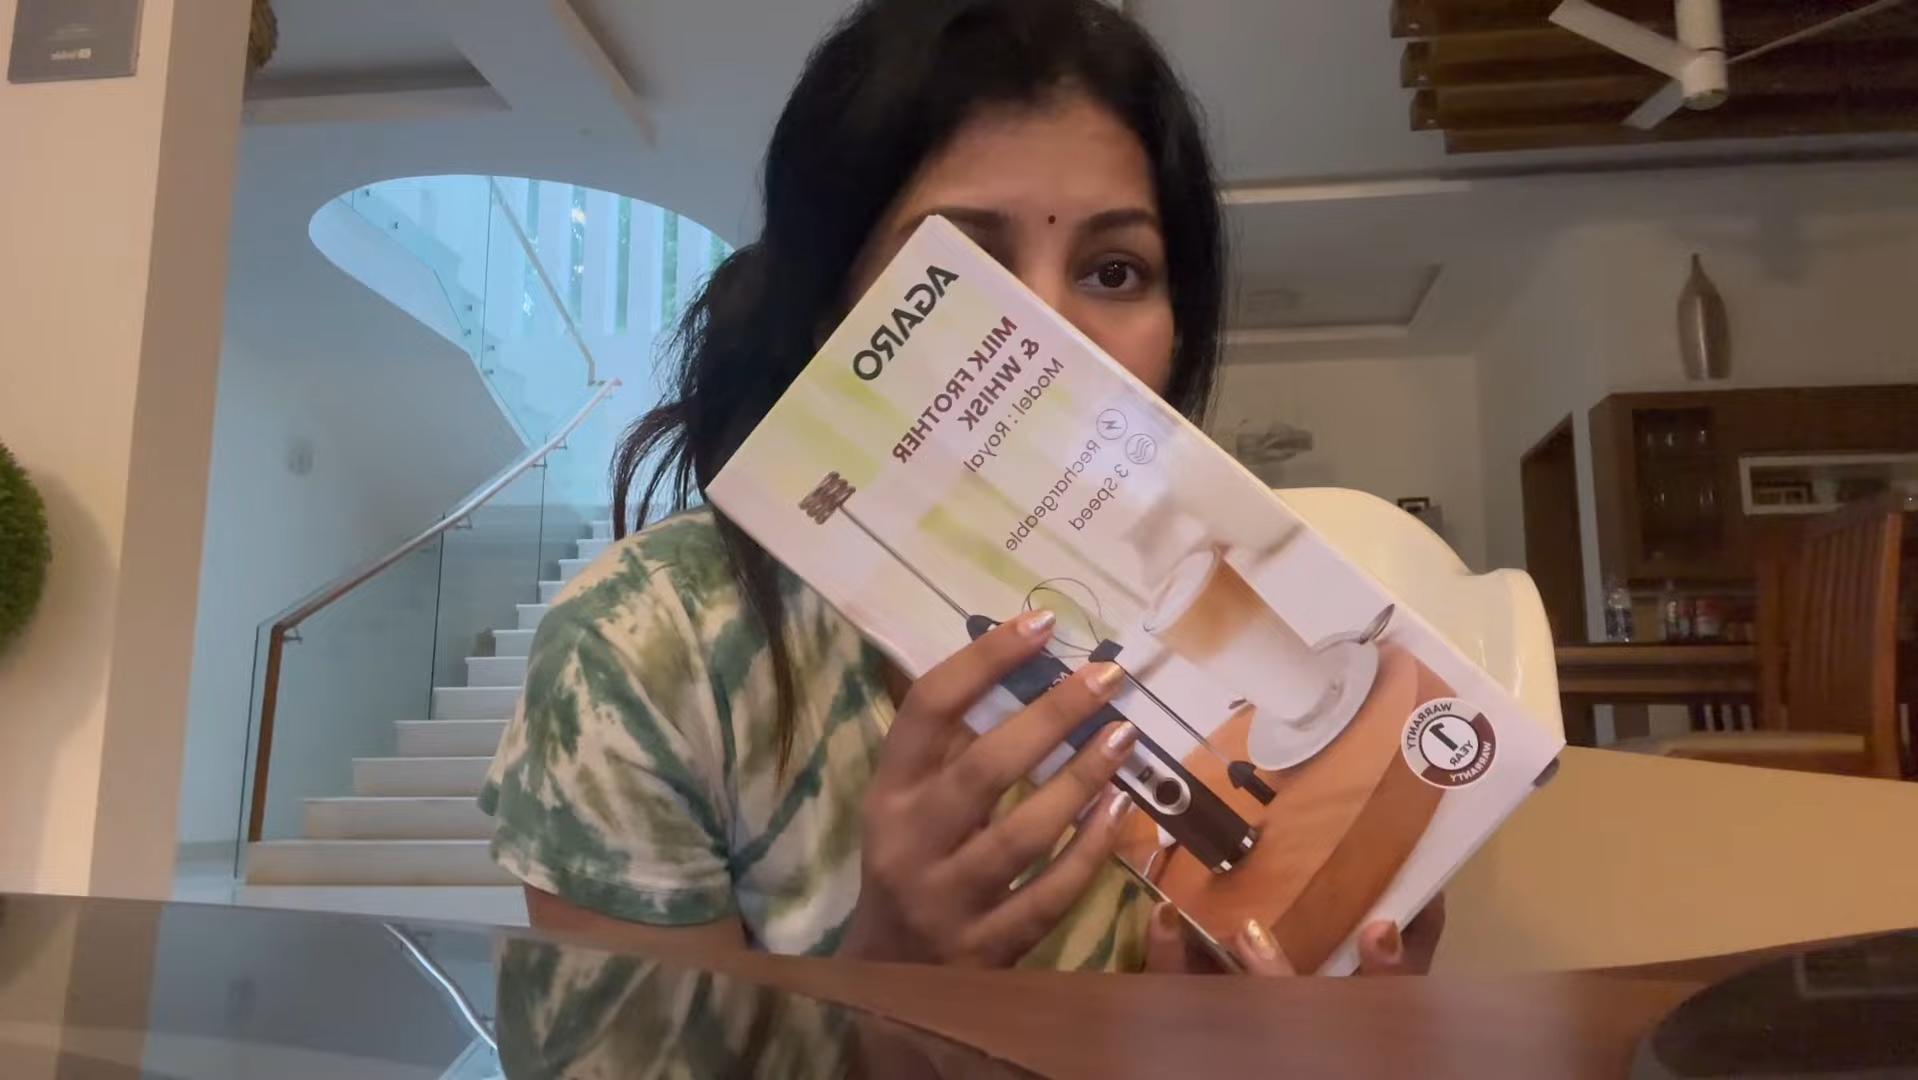 AGARO
MILK FROTHER
& WHISK
Model : Royal
Rechargeable
3 Speed
WARRANTY
1
YEAR
WARRANTY